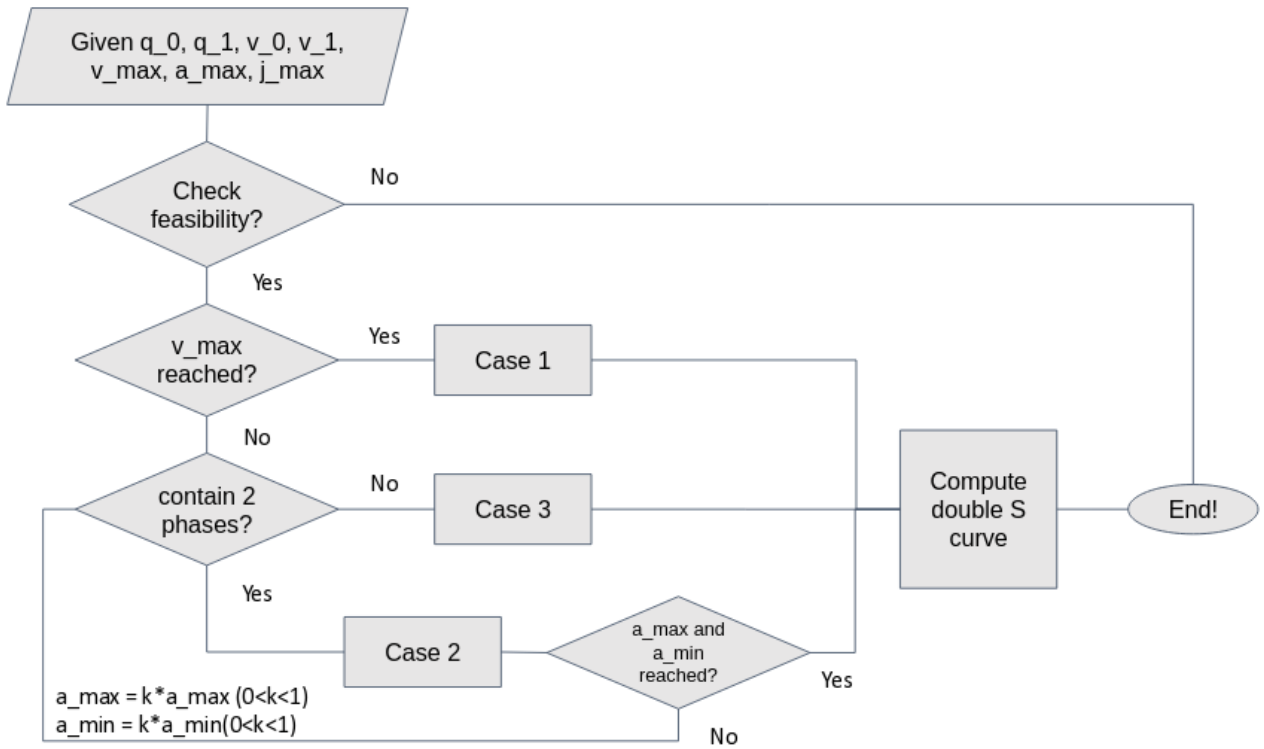 Given q_0, q_1, v_0, v_1,
v_max, a_max, j_max
No
Check
feasibility?
Yes
v_max
reached?
Yes
Case 1
No
contain 2
phases?
No
Case 3
Compute
double S
curve
End!
Yes
Case 2
a_max and
a_min
reached?
Yes
a_max = k*a_max (0<k<1)
a_min = k*a_min(0<k<1)
No